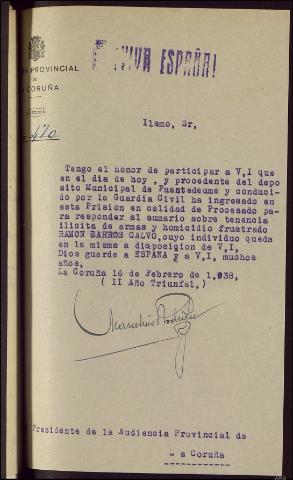 ¡VIVA ESPAÑA!
PROVINCIAL
DE
CORUÑA
470
Ilsmo, Sr,
Tengo el honor de participar a V,I que
en el dia de hoy , y procedente del depo
sito Municipal de Puentedeume y conduci
do por la Guardia Civil ha ingresado en
esta Prision en calidad de Procesado pa
ra responder al sumario sobre tenencia
ilicita de armas y homicidio frustrado
RAMON BARROS CALVO,cuyo individuo queda
en la misma a disposicion de V,I,
Dios guarde a ESPAÑA y a V,I, muchos
años,
La Coruña 16 de Febrero de 1,938,
( II Año Triunfal,)
Presidente de la Audiencia Provincial de
La Coruña